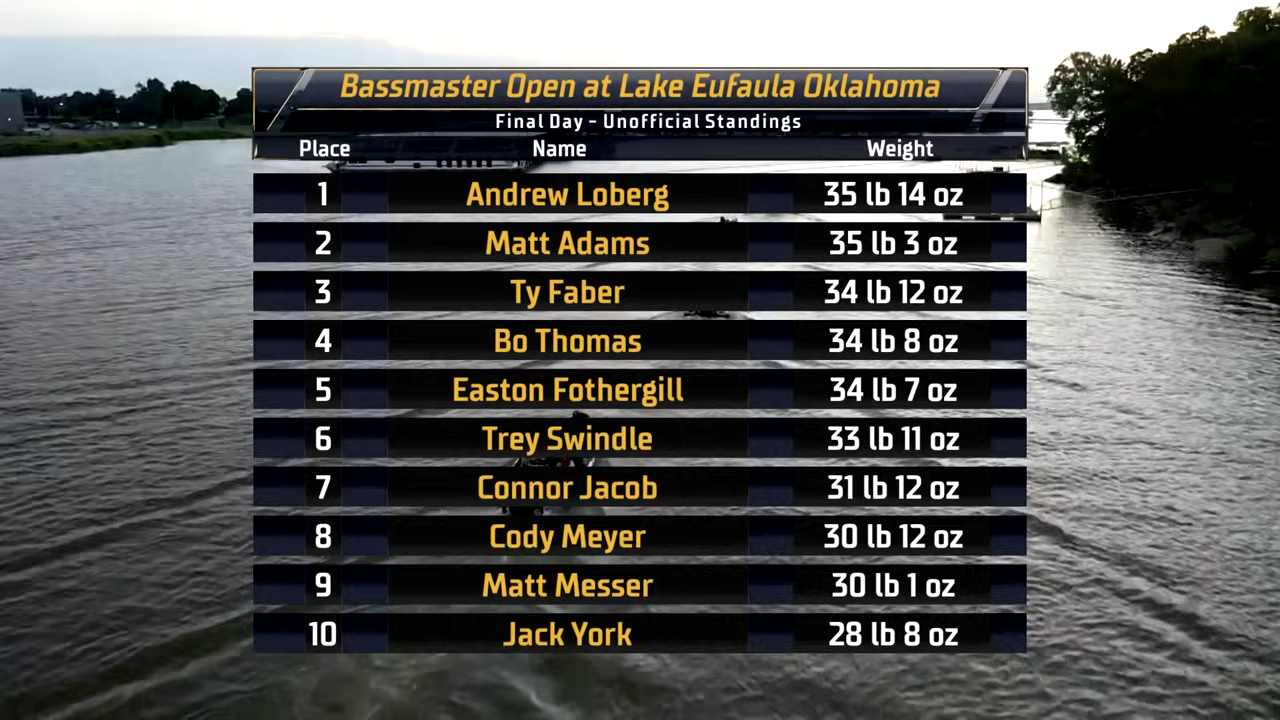 Bassmaster Open at Lake Eufaula Oklahoma
Final Day - Unofficial Standings
Place Name Weight
1 Andrew Loberg 35 lb 14 oz
2 Matt Adams 35 lb 3 oz
3 Ty Faber 34 lb 12 oz
4 Bo Thomas 34 lb 8 oz
5 Easton Fothergill 34 lb 7 oz
6 Trey Swindle 33 lb 11 oz
7 Connor Jacob 31 lb 12 oz
8 Cody Meyer 30 lb 12 oz
9 Matt Messer 30 lb 1 oz
10 Jack York 28 lb 8 oz